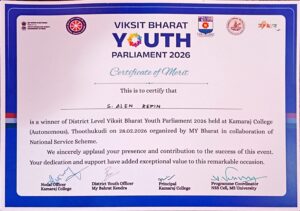 VIKSIT BHARAT
YOUTH
PARLIAMENT 2026
Certificate of Merit
This is to certify that
S. ALEN
is a winner of District Level Viksit Bharat Youth Parliament 2026 held at Kamaraj College
(Autonomous), Thoothukudi on 28.02.2026 organized by MY Bharat in collaboration of
National Service Scheme.
We sincerely applaud your presence and contribution to the success of this event.
Your dedication and support have added exceptional value to this remarkable occasion.
Nodal Officer District Youth Officer Principal Programme Coordinator
Kamaraj College My Bharat Kendra Kamaraj College NSS Cell, MS University